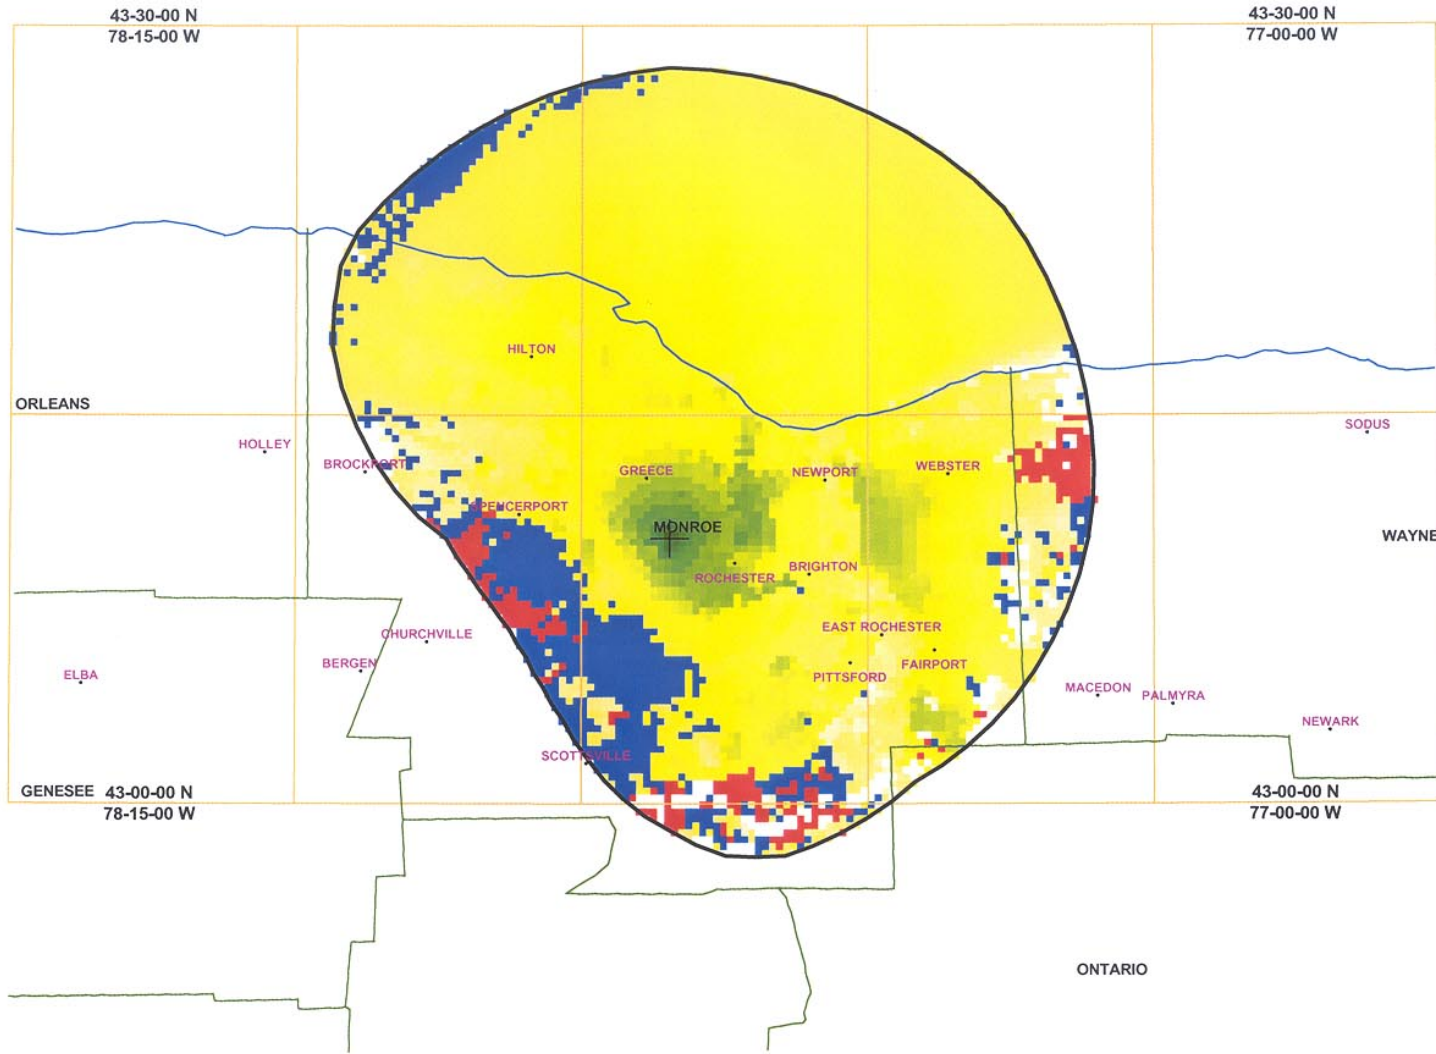 43-30-00 N
78-15-00 W
43-30-00 N
77-00-00 W
HILTON
ORLEANS
SODUS
HOLLEY
BROCKPORT
GREECE
NEWPORT
WEBSTER
SPENCERPORT
MONROE
WAYNE
ROCHESTER
BRIGHTON
CHURCHVILLE
EAST ROCHESTER
BERGEN
FAIRPORT
ELBA
PITTSFORD
MACEDON
PALMYRA
NEWARK
SCOTTSVILLE
GENESEE
43-00-00 N
78-15-00 W
43-00-00 N
77-00-00 W
ONTARIO